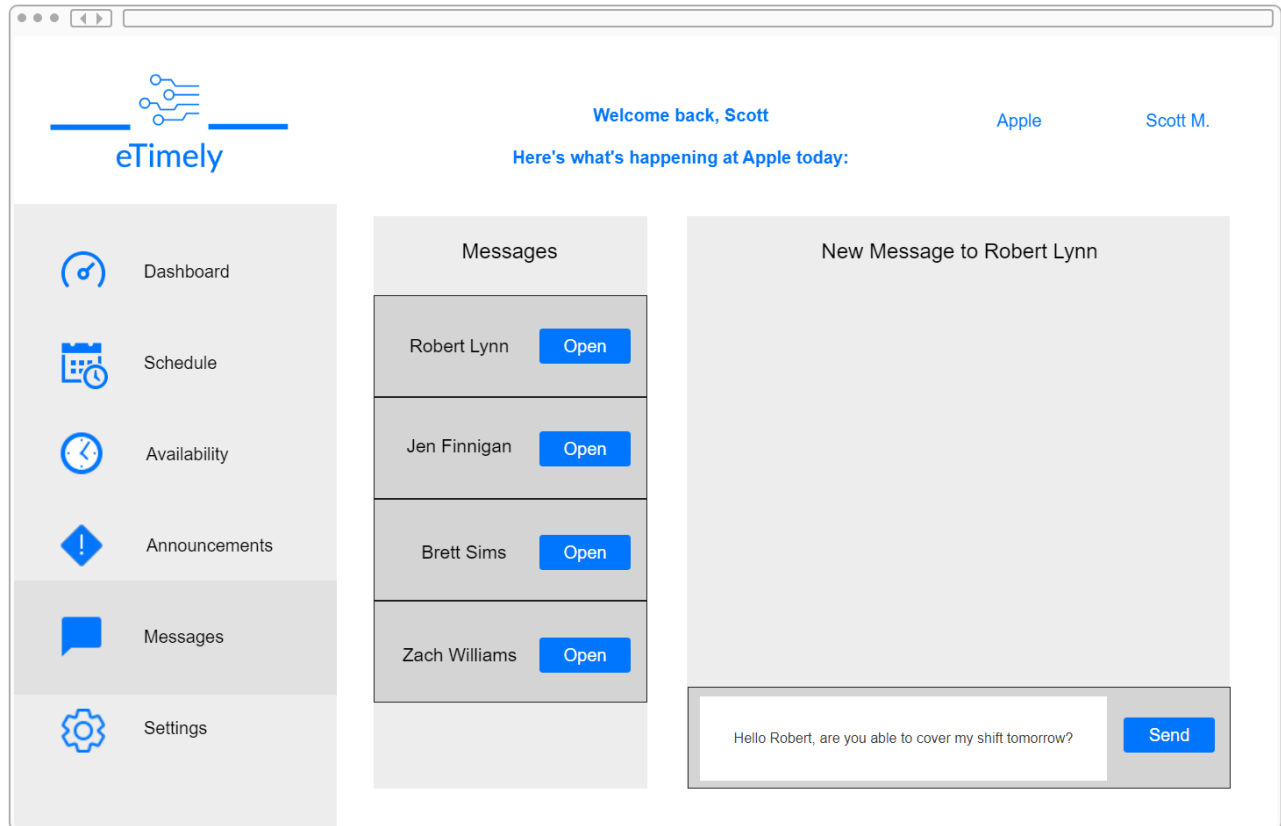 eTimely
Welcome back, Scott
Here's what's happening at Apple today:
Apple
Scott M.
Dashboard
Schedule
Availability
Announcements
Messages
Settings
Messages
Robert Lynn
Open
Jen Finnigan
Open
Brett Sims
Open
Zach Williams
Open
New Message to Robert Lynn
Hello Robert, are you able to cover my shift tomorrow?
Send